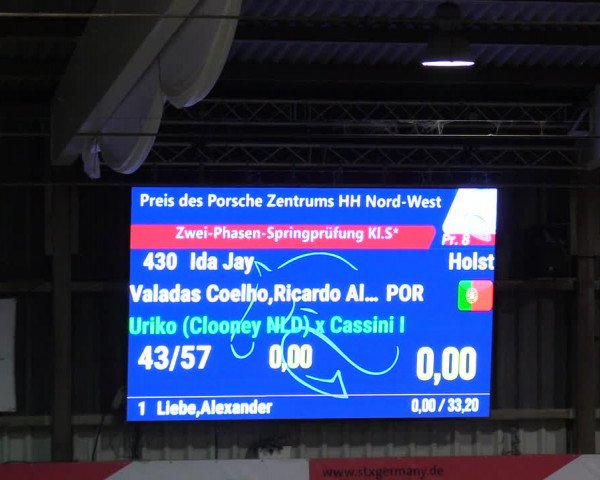 Preis des Porsche Zentrums HH Nord-West
Zwei-Phasen-Springprüfung Kl.S*
Pr. 8
430 Ida Jay Holst
Valadas Coelho,Ricardo Al... POR
Uriko (Clooney NLD) x Cassini I
43/57 0,00 0,00
1 Liebe,Alexander 0,00 / 33,20
www.stxgermany.de